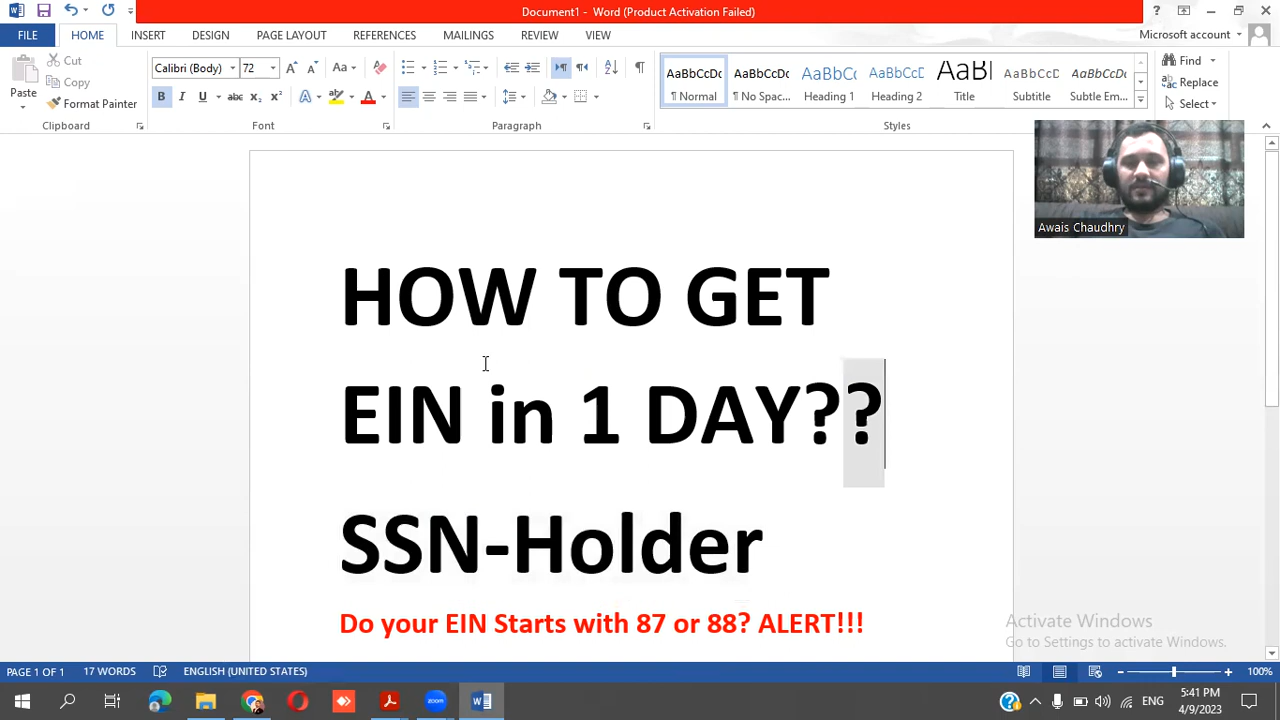 Document1 - Word (Product Activation Failed)
FILE HOME INSERT DESIGN PAGE LAYOUT REFERENCES MAILINGS REVIEW VIEW Microsoft account
Paste
Cut
Copy
Format Painter
Clipboard
Calibri (Body) 72
Font
Paragraph
AaBbCcDc AaBbCcDc AaBbCc AaBbCcD AaBl AaBbCcD AaBbCcDc
¶ Normal ¶ No Spac... Heading 1 Heading 2 Title Subtitle Subtle Em...
Styles
Find
Replace
Select
Awais Chaudhry
HOW TO GET
EIN in 1 DAY??
SSN-Holder
Do your EIN Starts with 87 or 88? ALERT!!!
Activate Windows
Go to Settings to activate Windows.
PAGE 1 OF 1 17 WORDS ENGLISH (UNITED STATES) 100%
zoom
ENG
5:41 PM
4/9/2023